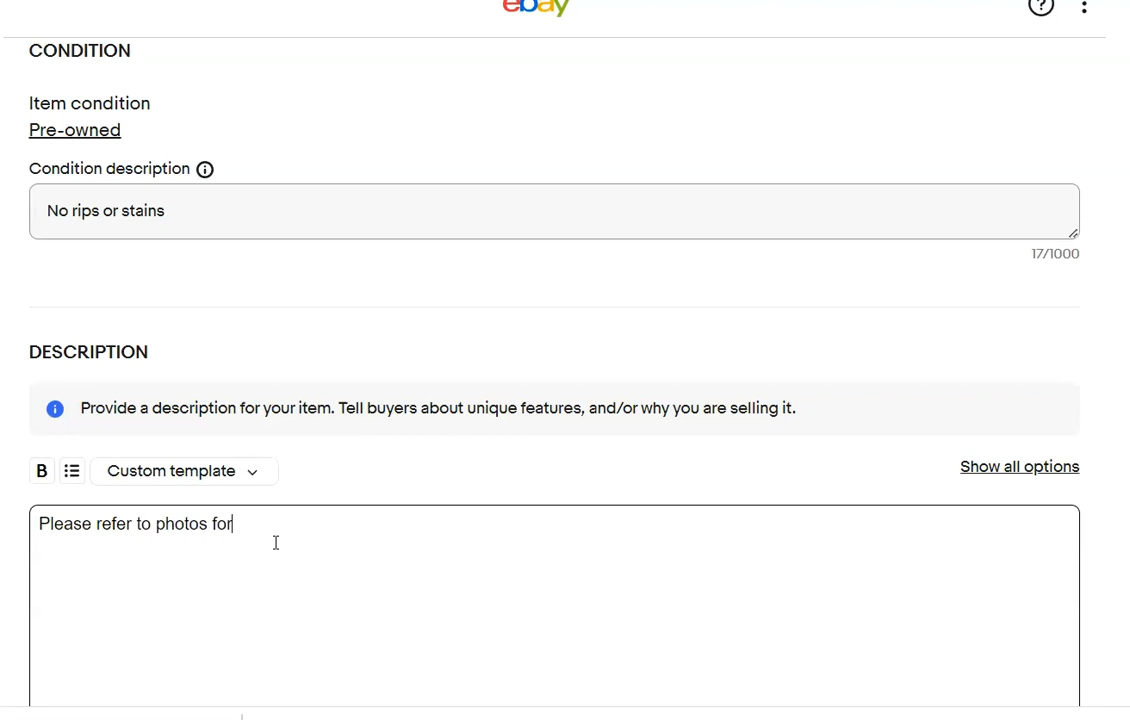 ebay
CONDITION
Item condition
Pre-owned
Condition description
No rips or stains
17/1000
DESCRIPTION
Provide a description for your item. Tell buyers about unique features, and/or why you are selling it.
B Custom template Show all options
Please refer to photos for